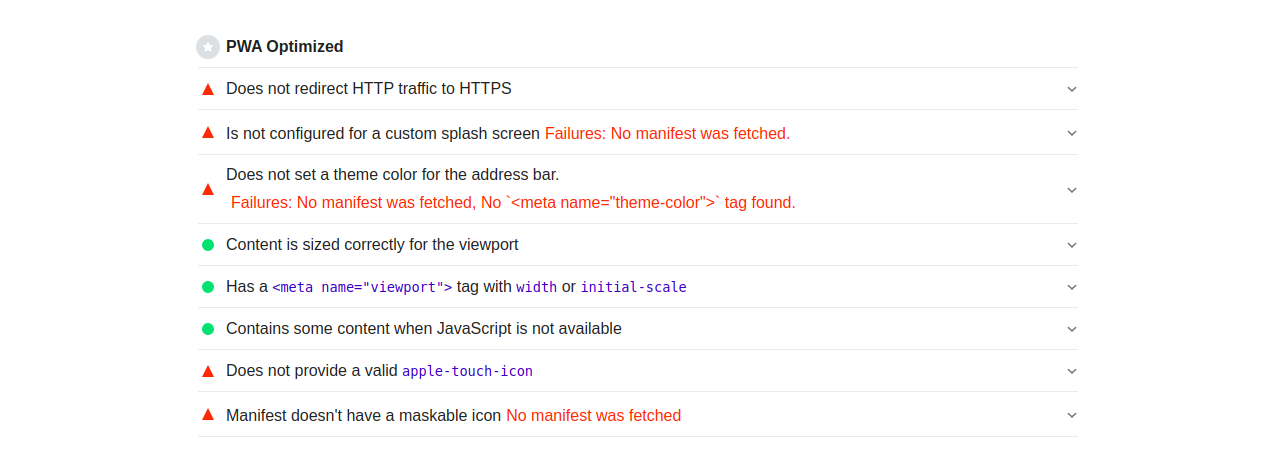 PWA Optimized
Does not redirect HTTP traffic to HTTPS
Is not configured for a custom splash screen Failures: No manifest was fetched.
Does not set a theme color for the address bar.
Failures: No manifest was fetched, No `<meta name="theme-color">` tag found.
Content is sized correctly for the viewport
Has a <meta name="viewport"> tag with width or initial-scale
Contains some content when JavaScript is not available
Does not provide a valid apple-touch-icon
Manifest doesn't have a maskable icon No manifest was fetched